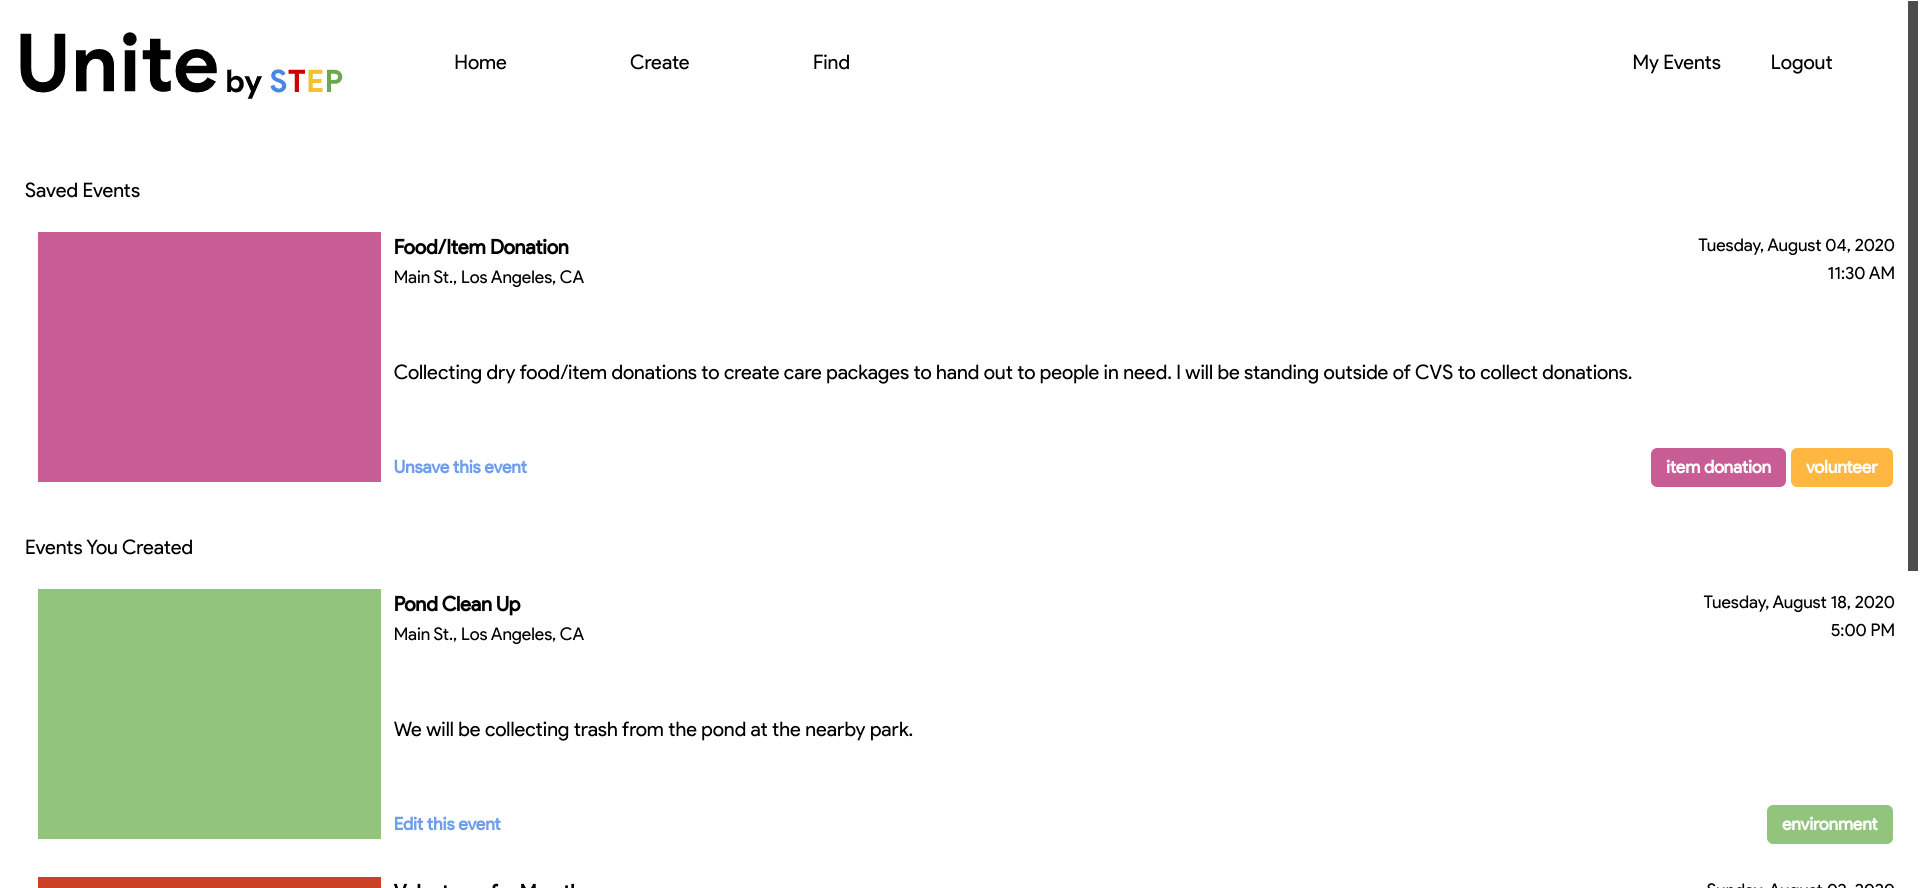 Unite by STEP
Home
Create
Find
My Events
Logout
Saved Events
Food/Item Donation
Tuesday, August 04, 2020
Main St., Los Angeles, CA
11:30 AM
Collecting dry food/item donations to create care packages to hand out to people in need. I will be standing outside of CVS to collect donations.
Unsave this event
item donation
volunteer
Events You Created
Pond Clean Up
Tuesday, August 18, 2020
Main St., Los Angeles, CA
5:00 PM
We will be collecting trash from the pond at the nearby park.
Edit this event
environment